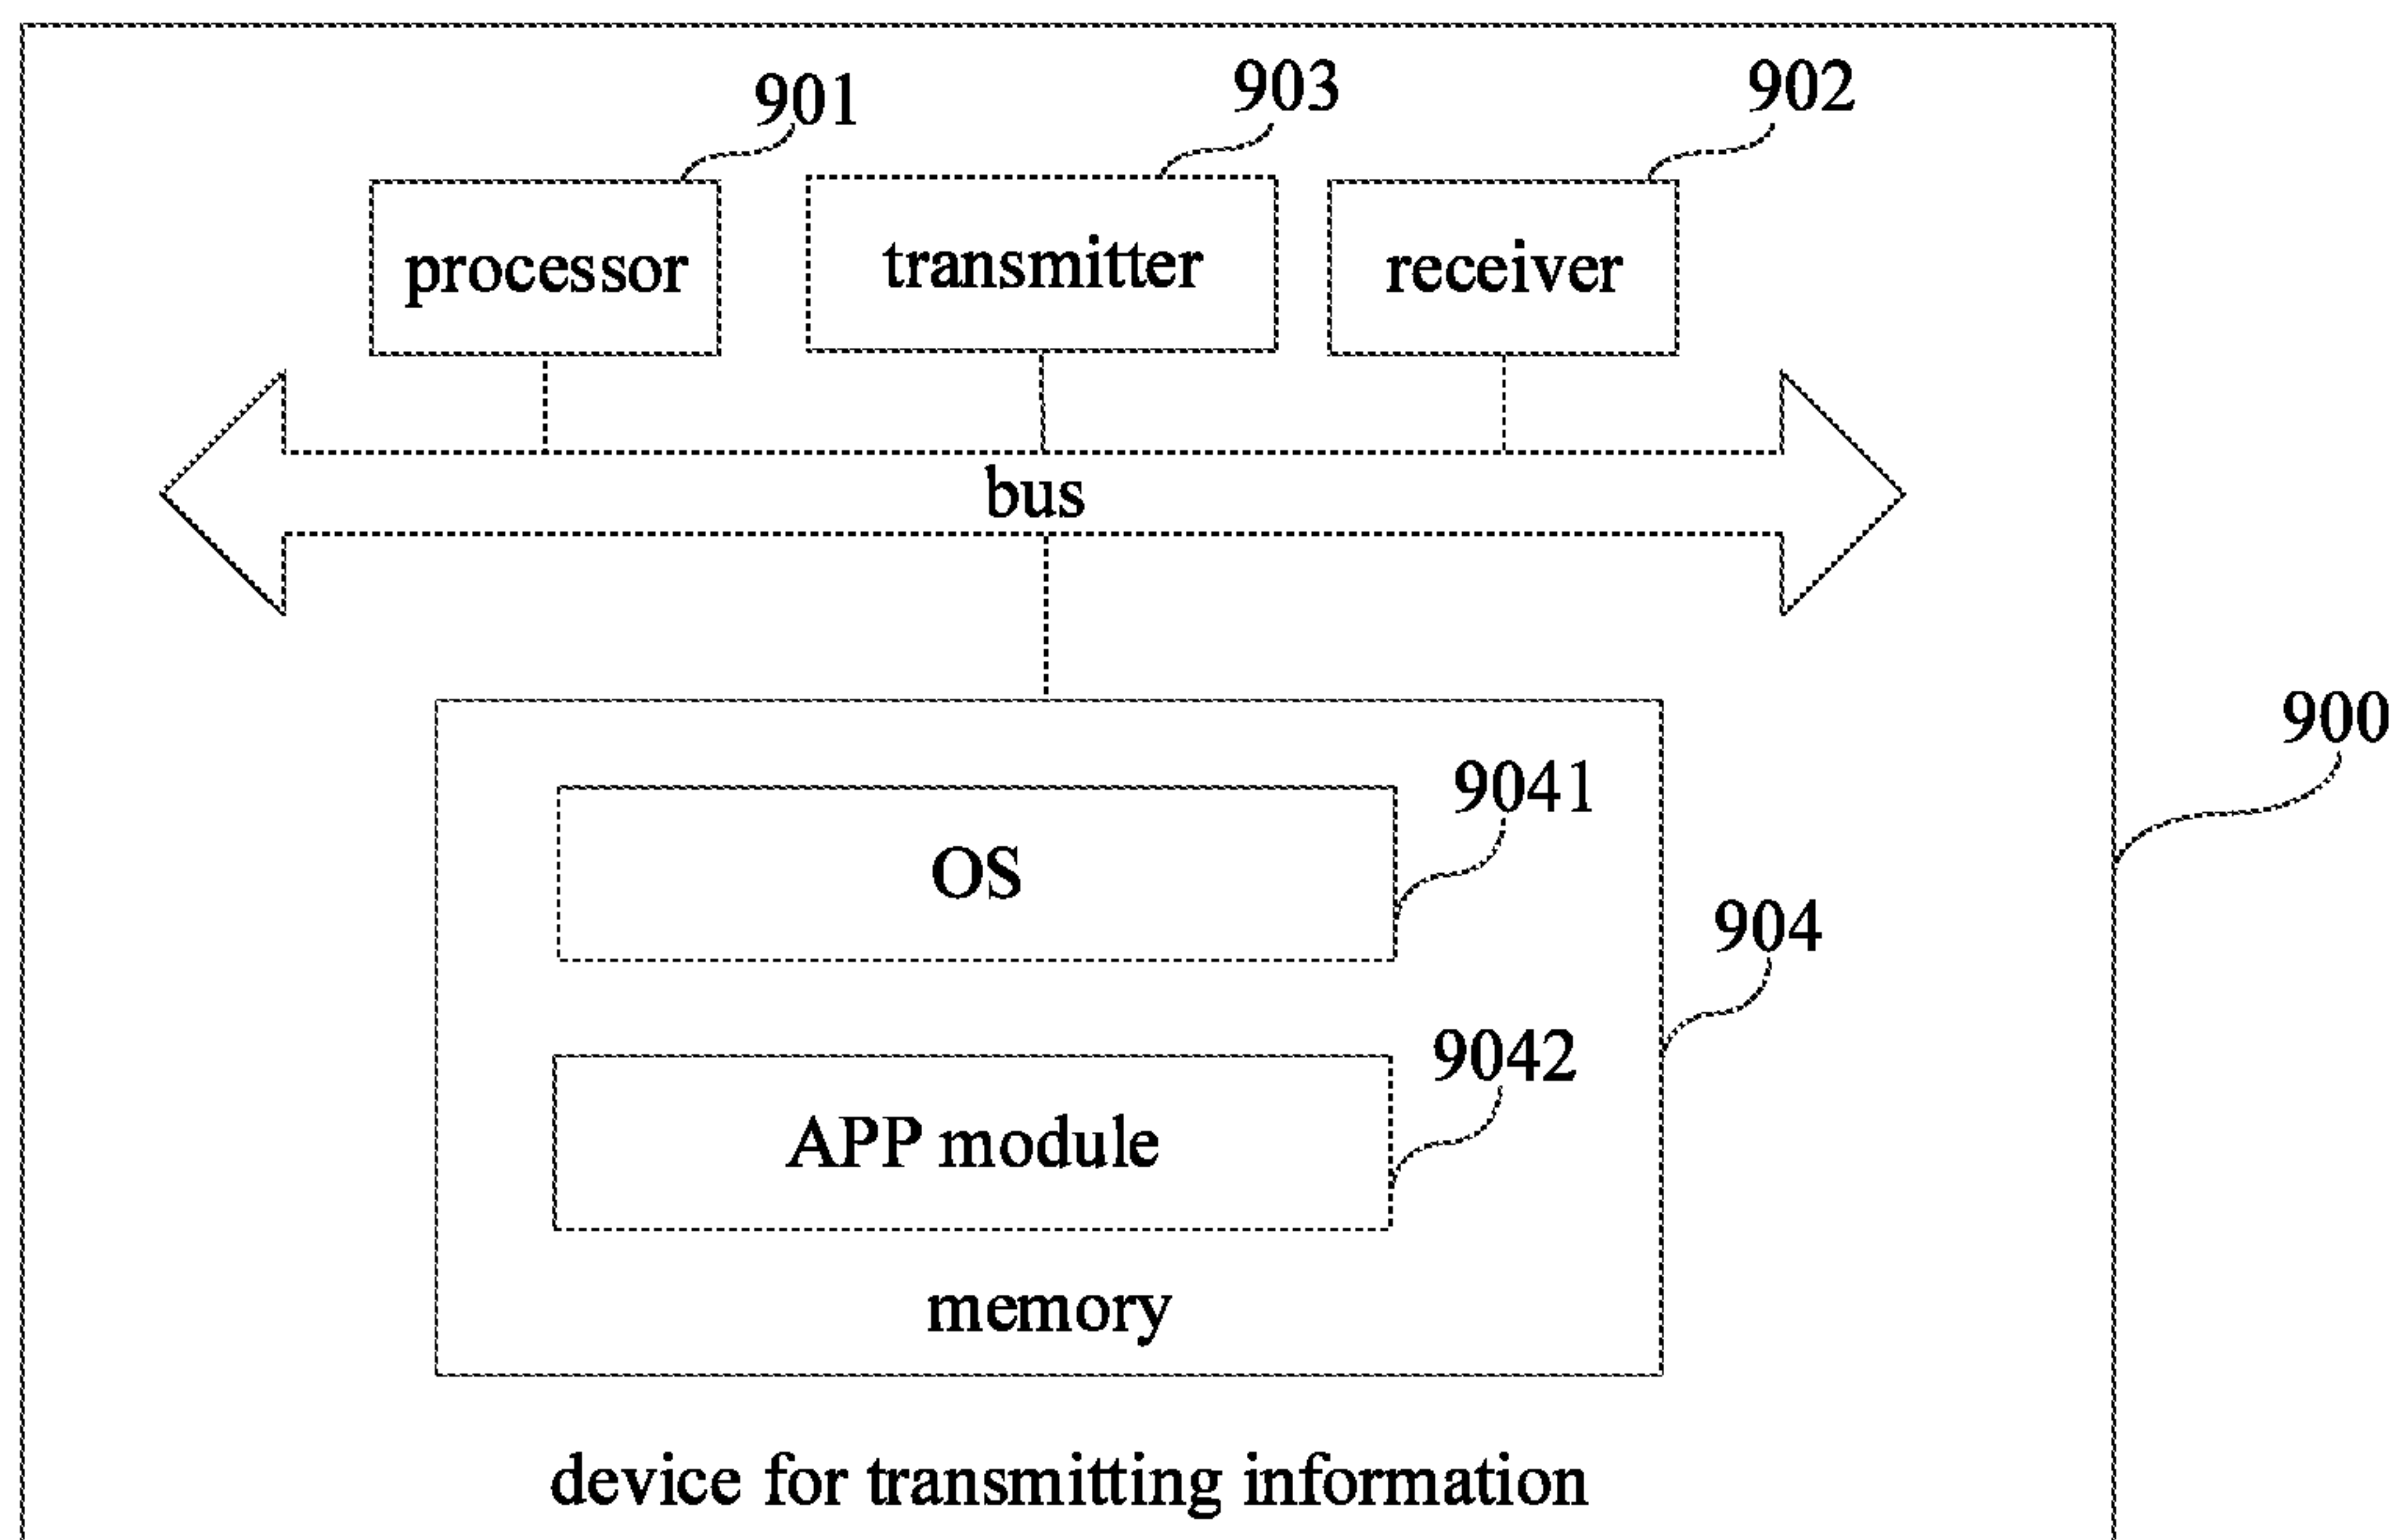 901
903
902
processor
transmitter
receiver
bus
900
9041
OS
904
9042
APP module
memory
device for transmitting information